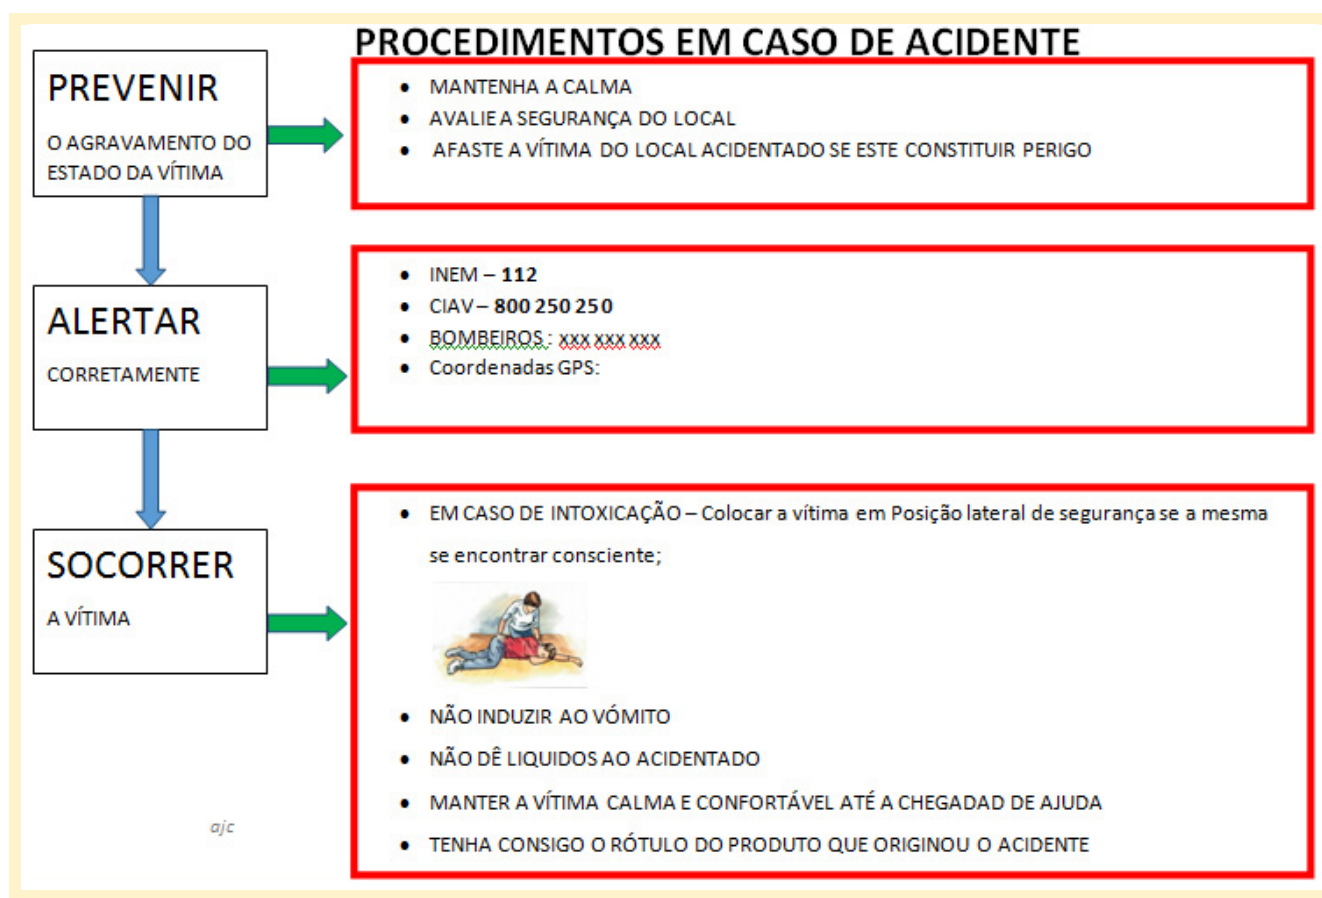 PROCEDIMENTOS EM CASO DE ACIDENTE
PREVENIR
O AGRAVAMENTO DO
ESTADO DA VÍTIMA
• MANTENHA A CALMA
• AVALIE A SEGURANÇA DO LOCAL
• AFASTE A VÍTIMA DO LOCAL ACIDENTADO SE ESTE CONSTITUIR PERIGO
ALERTAR
CORRETAMENTE
• INEM – 112
• CIAV – 800 250 250
• BOMBEIROS : xxx xxx xxx
• Coordenadas GPS:
SOCORRER
A VÍTIMA
• EM CASO DE INTOXICAÇÃO – Colocar a vítima em Posição lateral de segurança se a mesma
se encontrar consciente;
• NÃO INDUZIR AO VÓMITO
• NÃO DÊ LIQUIDOS AO ACIDENTADO
• MANTER A VÍTIMA CALMA E CONFORTÁVEL ATÉ A CHEGADAD DE AJUDA
• TENHA CONSIGO O RÓTULO DO PRODUTO QUE ORIGINOU O ACIDENTE
ajc